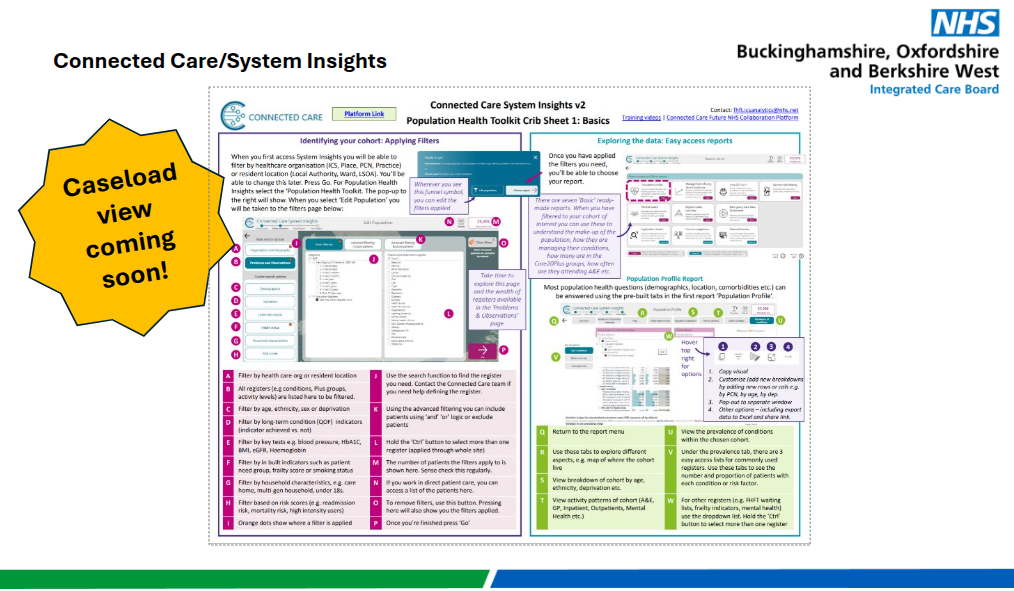 NHS
Buckinghamshire, Oxfordshire
and Berkshire West
Integrated Care Board
Connected Care/System Insights
Caseload
view
coming
soon!
CONNECTED CARE
Platform Link
Connected Care System Insights v2
Population Health Toolkit Crib Sheet 1: Basics
Contact: fhft.icsanalytics@nhs.net
Training videos | Connected Care Future NHS Collaboration Platform
Identifying your cohort: Applying Filters
When you first access System Insights you will be able to
filter by healthcare organisation (ICS, Place, PCN, Practice)
or resident location (Local Authority, Ward, LSOA). You'll be
able to change this later. Press Go. For Population Health
Insights select the 'Population Health Toolkit. The pop-up to
the right will show. When you select 'Edit Population' you
will be taken to the filters page below:
Wherever you see
this funnel symbol,
you can edit the
filters applied
Connected Care System Insights
Edit Population
N
M
I
K
O
A
B
J
C
D
E
L
F
G
H
P
Take time to
explore this page
and the wealth of
registers available
in the 'Problems
& Observations'
page
A Filter by health care org or resident location
B All registers (e.g conditions, Plus groups,
activity levels) are listed here to be filtered.
C Filter by age, ethnicity, sex or deprivation
D Filter by long-term condition (QOF) indicators
(indicator achieved vs. not)
E Filter by key tests e.g. blood pressure, HbA1C,
BMI, eGFR, Haemoglobin
F Filter by in built indicators such as patient
need group, frailty score or smoking status
G Filter by household characteristics, e.g. care
home, multi-gen household, under 18s.
H Filter based on risk scores (e.g. readmission
risk, mortality risk, high intensity users)
I Orange dots show where a filter is applied
J Use the search function to find the register
you need. Contact the Connected Care team if
you need help defining the register.
K Using the advanced filtering you can include
patients using 'and' or 'or' logic or exclude
patients
L Hold the 'Ctrl' button to select more than one
register (applied through whole site)
M The number of patients the filters apply to is
shown here. Sense check this regularly.
N If you work in direct patient care, you can
access a list of the patients here.
O To remove filters, use this button. Pressing
here will also show you the filters applied.
P Once you're finished press 'Go'
Exploring the data: Easy access reports
Once you have applied
the filters you need,
you'll be able to choose
your report.
There are seven 'Basic' ready-
made reports. When you have
filtered to your cohort of
interest you can use these to
understand the make-up of the
population, how they are
managing their conditions,
how many are in the
Core20Plus groups, how often
are they attending A&E etc.
Population Profile Report
Most population health questions (demographics, location, comorbidities etc.) can
be answered using the pre-built tabs in the first report 'Population Profile'.
Connected Care System Insights
Population Profile
Q
R
S
T
U
V
W
Hover
top
right
for
options
1 2 3 4
1. Copy visual
2. Customise (add new breakdowns
by adding new rows or cols e.g.
by PCN, by age, by dep.
3. Pop-out to separate window
4. Other options – including export
data to Excel and share link.
Q Return to the report menu
R Use these tabs to explore different
aspects, e.g. map of where the cohort
live
S View breakdown of cohort by age,
ethnicity, deprivation etc.
T View activity patterns of cohort (A&E,
GP, Inpatient, Outpatients, Mental
Health etc.)
U View the prevalence of conditions
within the chosen cohort.
V Under the prevalence tab, there are 3
easy access lists for commonly used
registers. Use these tabs to see the
number and proportion of patients with
each condition or risk factor.
W For other registers (e.g. FHFT waiting
lists, frailty indicators, mental health)
use the dropdown list. Hold the 'Ctrl'
button to select more than one register